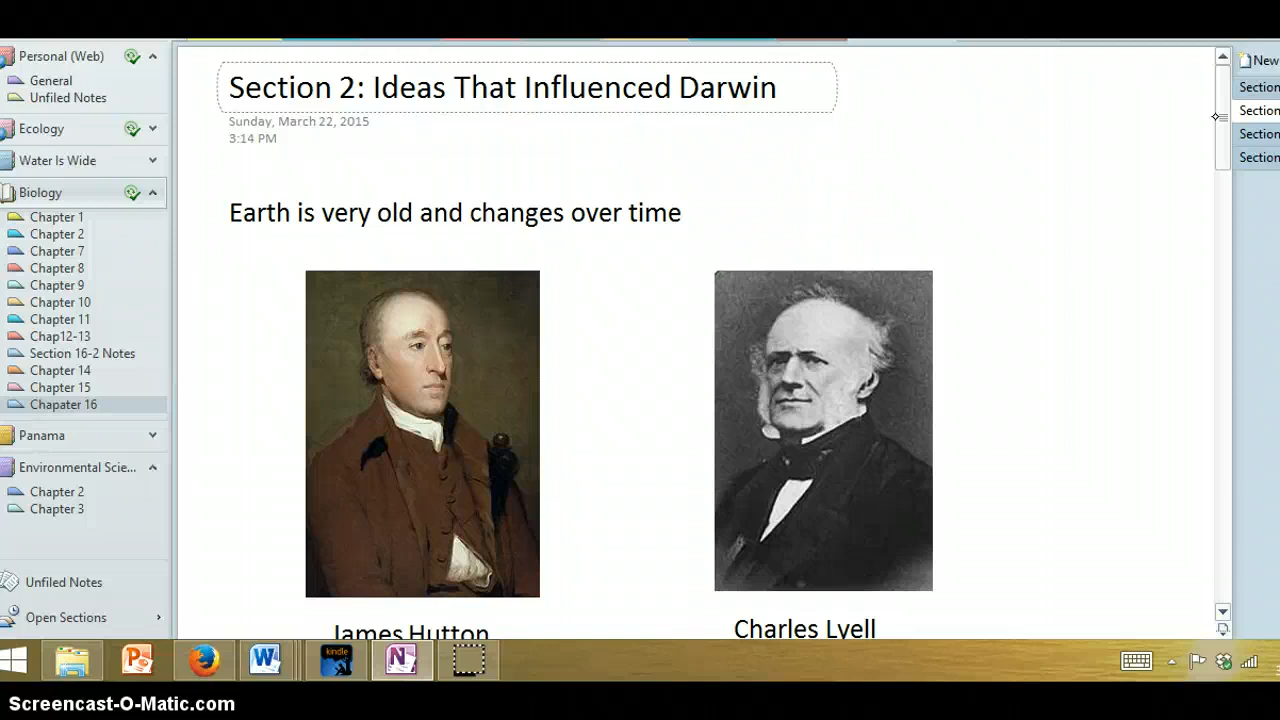 Personal (Web)
General
Unfiled Notes
Ecology
Water Is Wide
Biology
Chapter 1
Chapter 2
Chapter 7
Chapter 8
Chapter 9
Chapter 10
Chapter 11
Chap12-13
Section 16-2 Notes
Chapter 14
Chapter 15
Chapater 16
Panama
Environmental Scie...
Chapter 2
Chapter 3
Unfiled Notes
Open Sections
Section 2: Ideas That Influenced Darwin
Sunday, March 22, 2015
3:14 PM
Earth is very old and changes over time
James Hutton
Charles Lyell
New
Section
Section
Section
Section
P
W
kindle
N
Screencast-O-Matic.com